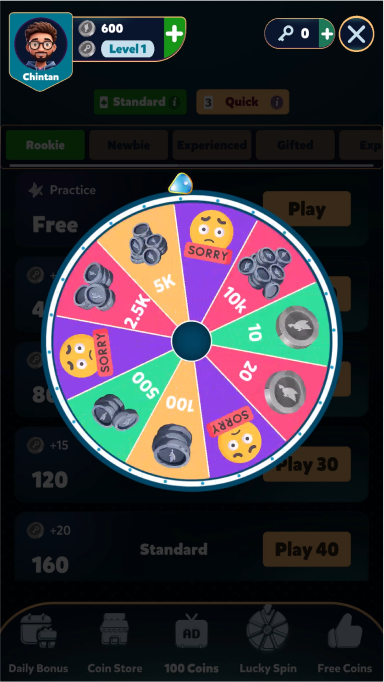 600
Level 1
0
Chintan
Standard i
3 Quick i
Rookie
Newbie
Experienced
Gifted
Exp
Practice
Free
Play
SORRY
10k
10
20
SORRY
100
500
SORRY
2.5K
5K
+15
120
Play 30
+20
160
Standard
Play 40
AD
Daily Bonus
Coin Store
100 Coins
Lucky Spin
Free Coins